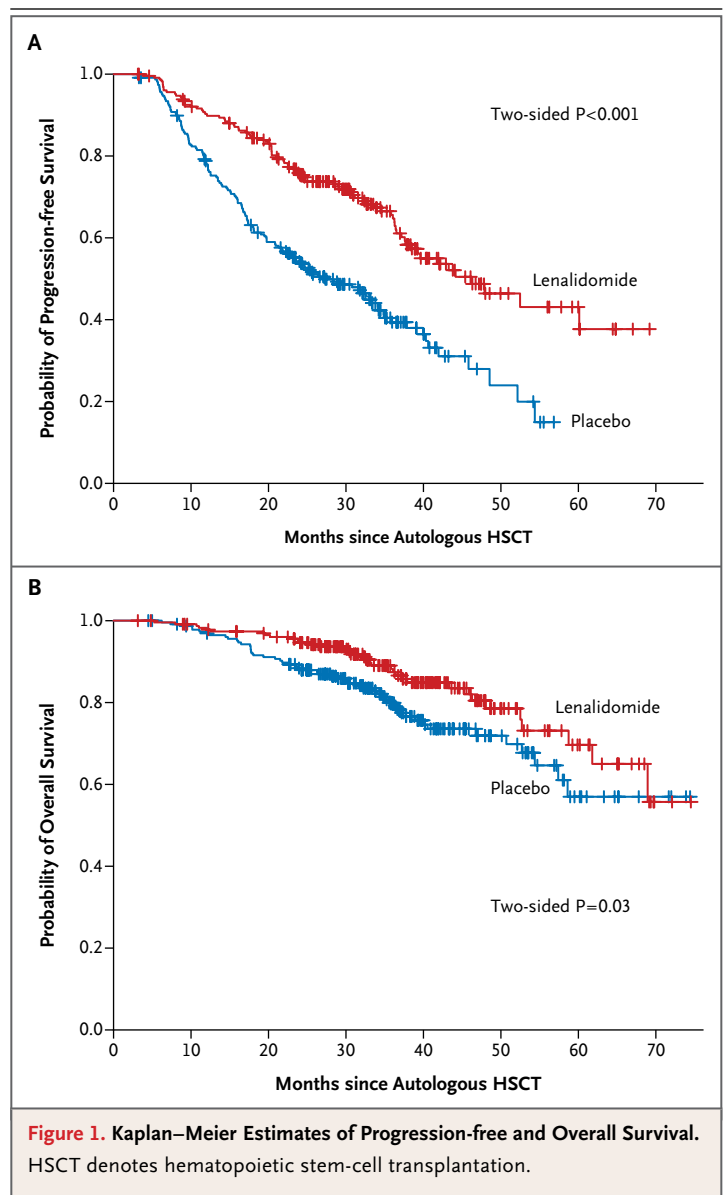 A
1.0
0.8
0.6
0.4
0.2
0.0
Probability of Progression-free Survival
Two-sided P<0.001
Lenalidomide
Placebo
0 10 20 30 40 50 60 70
Months since Autologous HSCT
B
1.0
0.8
0.6
0.4
0.2
0.0
Probability of Overall Survival
Lenalidomide
Placebo
Two-sided P=0.03
0 10 20 30 40 50 60 70
Months since Autologous HSCT
Figure 1. Kaplan–Meier Estimates of Progression-free and Overall Survival.
HSCT denotes hematopoietic stem-cell transplantation.